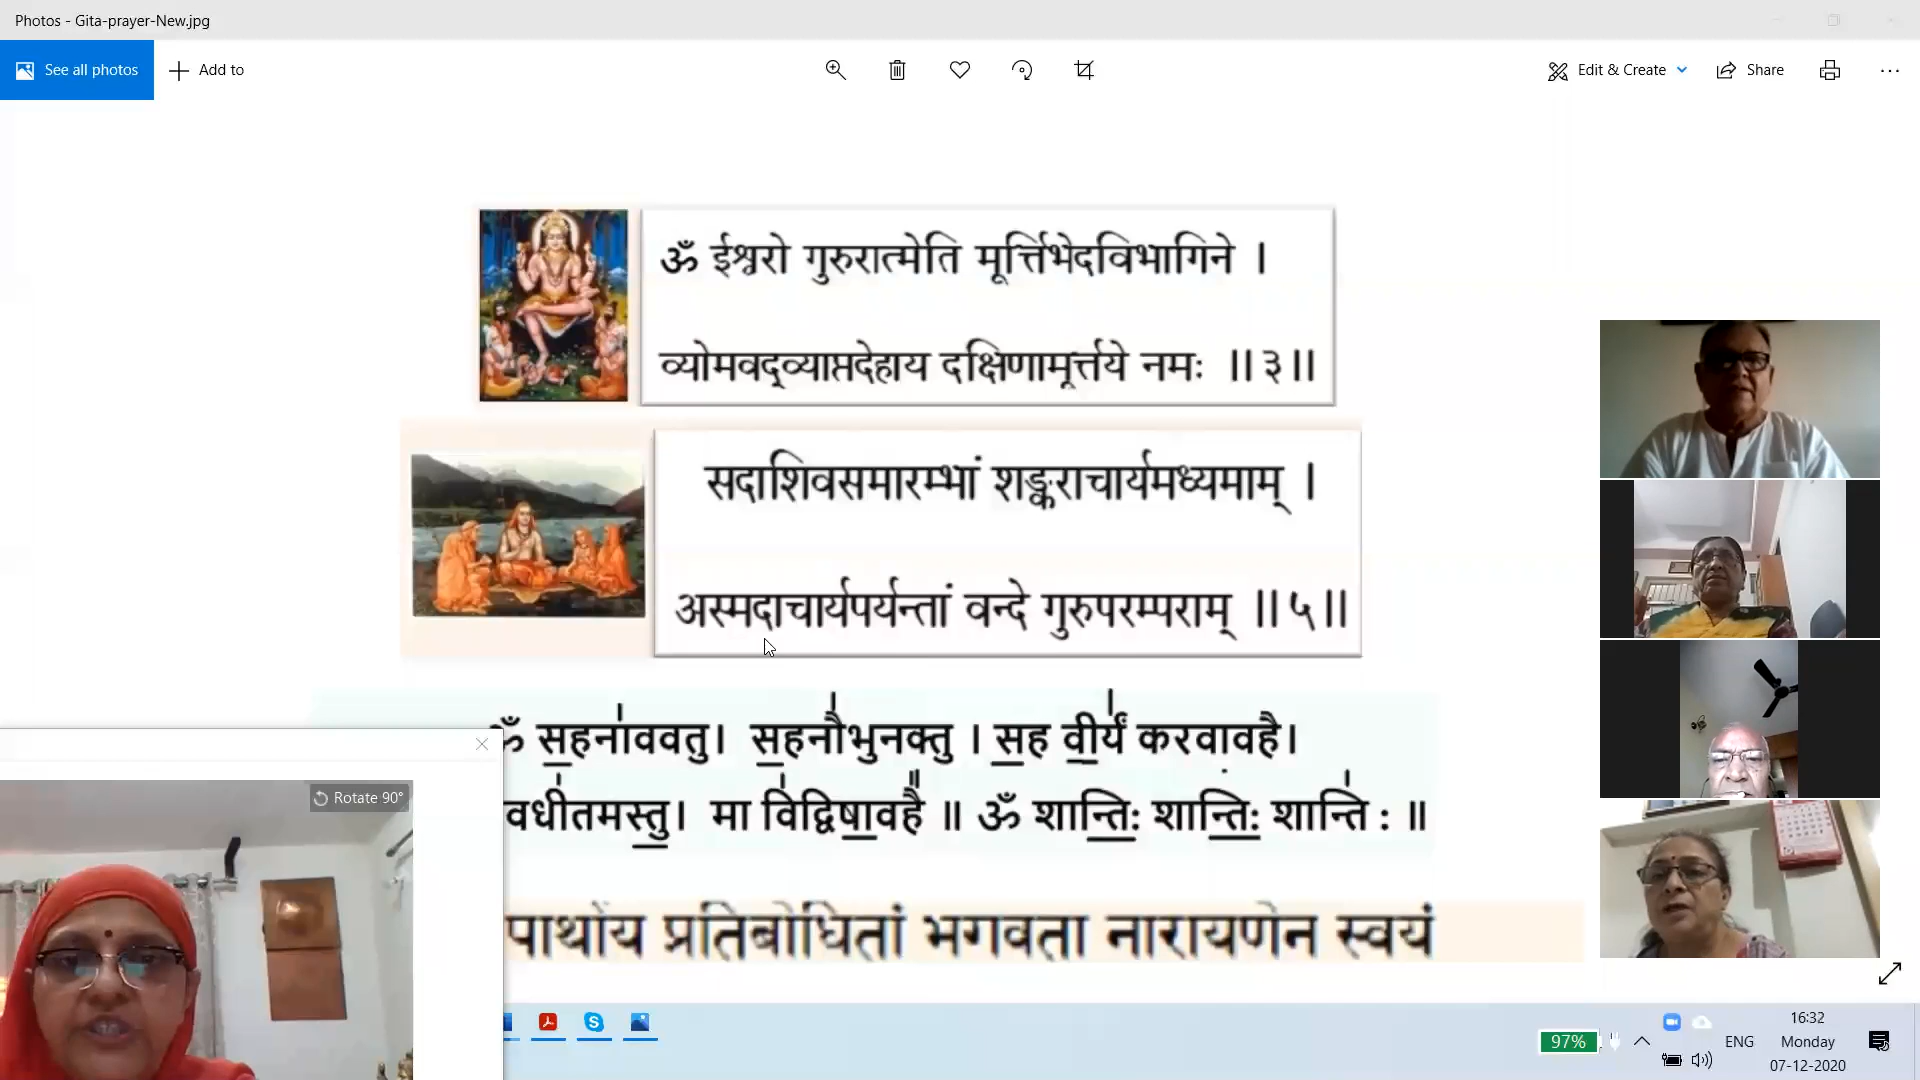 Photos - Gita-prayer-New.jpg
See all photos
Add to
Edit & Create
Share
ॐ ईश्वरो गुरुरात्मेति मूर्त्तिभेदविभागिने ।
व्योमवद्व्याप्तदेहाय दक्षिणामूर्त्तये नमः ॥३॥
सदाशिवसमारम्भां शङ्कराचार्यमध्यमाम् ।
अस्मदाचार्यपर्यन्तां वन्दे गुरुपरम्पराम् ॥५॥
ॐ स॒हना॑ववतु। स॒हनौ॑भुनक्तु । स॒ह वी॒र्यं॑ करवावहै।
वधी॑तमस्तु॒। मा वि॑द्विषा॒वहै᳚ ॥ ॐ शान्तिः॒ शान्तिः॒ शान्ति॑ : ॥
Rotate 90°
पार्थाय प्रतिबोधितां भगवता नारायणेन स्वयं
97%
ENG
16:32
Monday
07-12-2020